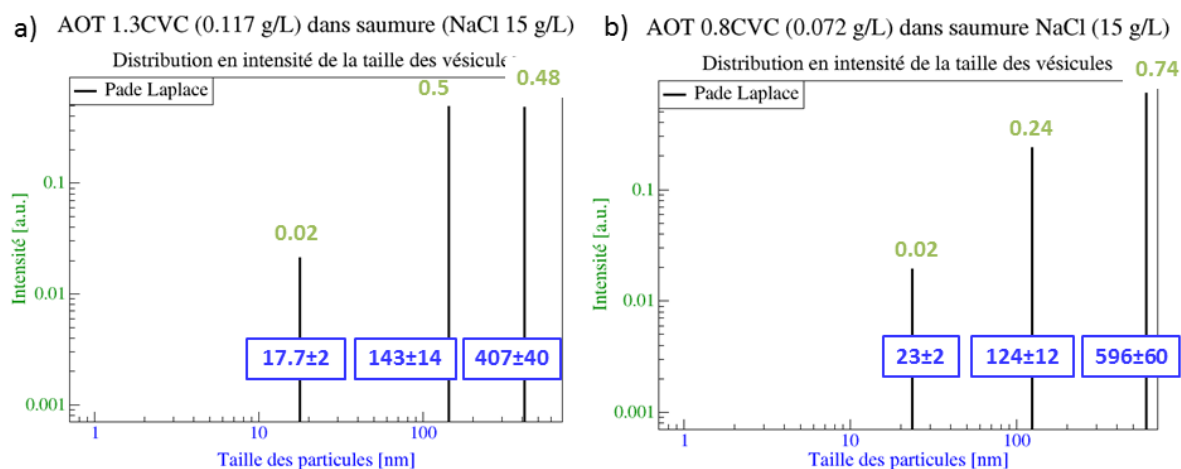 a) AOT 1.3CVC (0.117 g/L) dans saumure (NaCl 15 g/L)
Distribution en intensité de la taille des vésicule
Pade Laplace
0.5
0.48
0.02
0.1
0.01
0.001
Intensité [a.u.]
17.7±2
143±14
407±40
1
10
100
Taille des particules [nm]
b) AOT 0.8CVC (0.072 g/L) dans saumure NaCl (15 g/L)
Distribution en intensité de la taille des vésicules
Pade Laplace
0.74
0.24
0.02
0.1
0.01
0.001
Intensité [a.u.]
23±2
124±12
596±60
1
10
100
Taille des particules [nm]